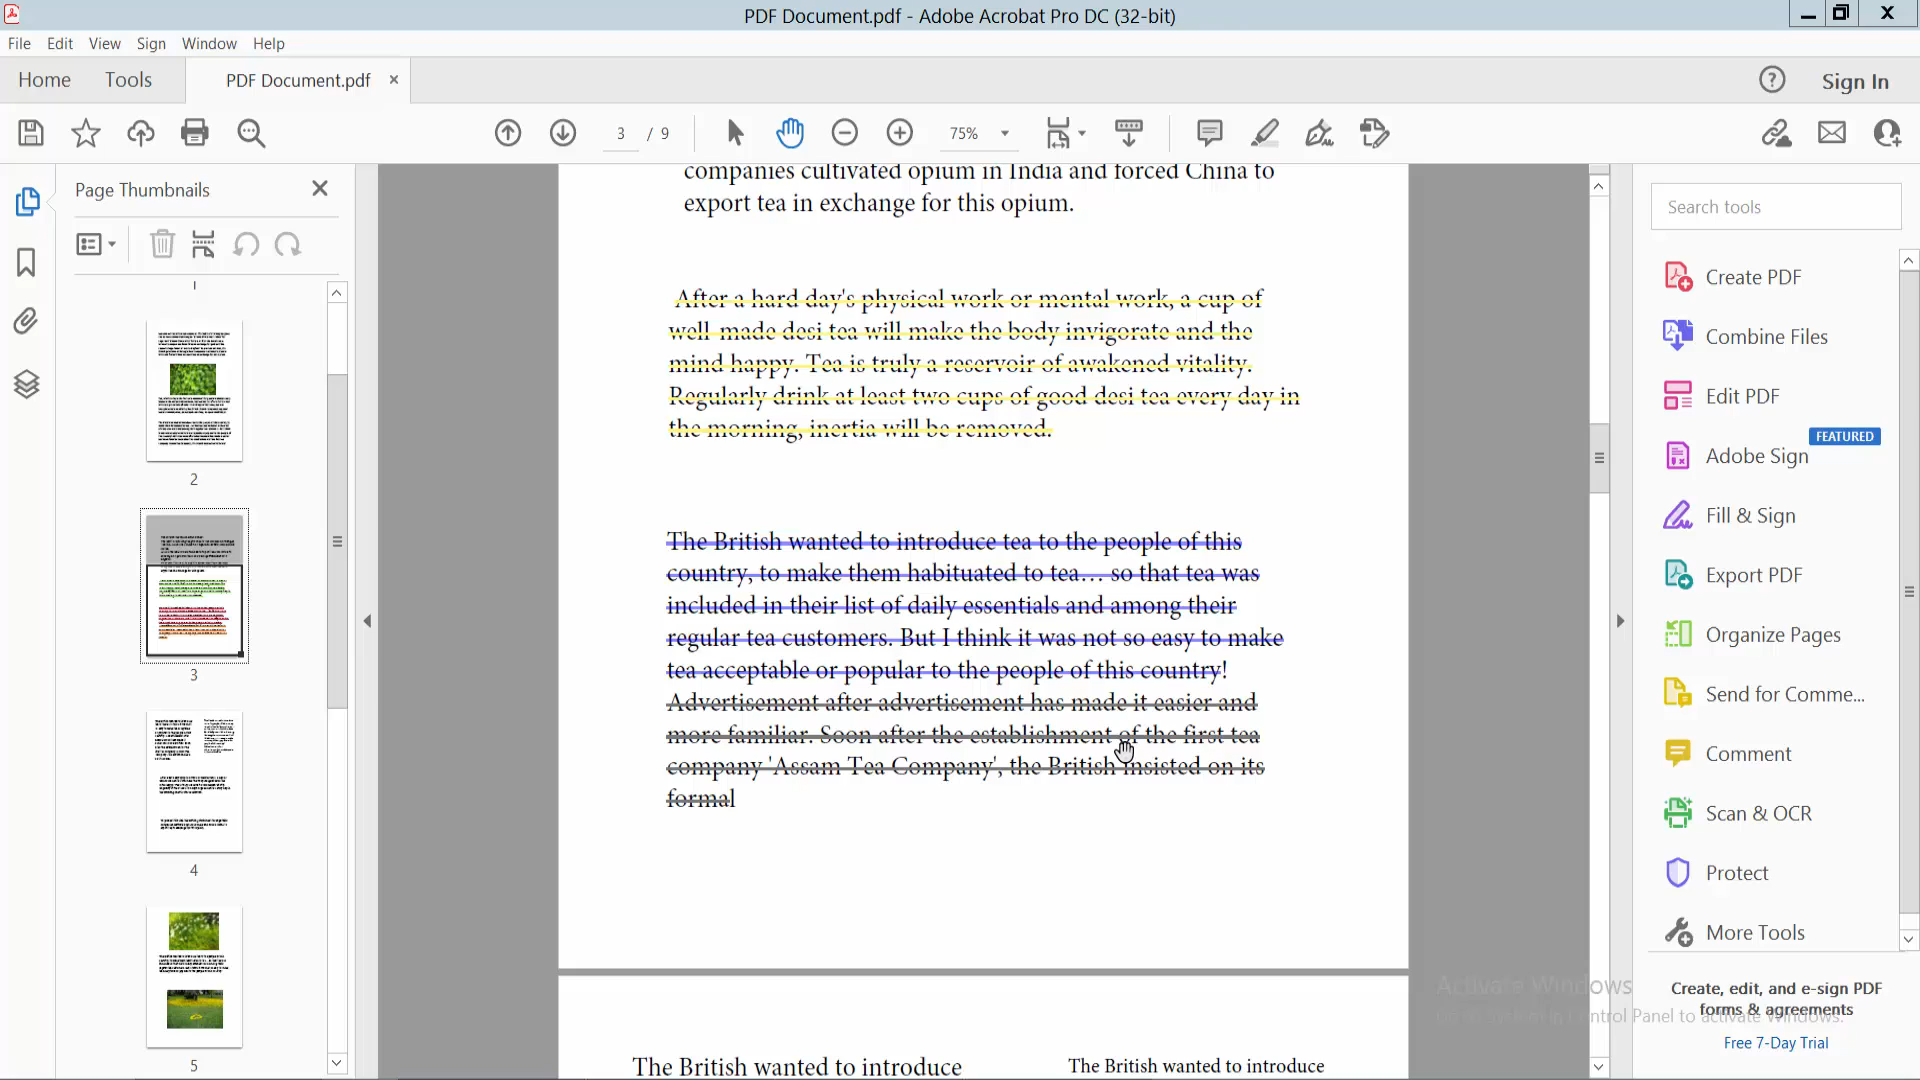 PDF Document.pdf - Adobe Acrobat Pro DC (32-bit)
File Edit View Sign Window Help
Home Tools PDF Document.pdf × Sign In
3 / 9 75%
Page Thumbnails
1
2
3
4
5
companies cultivated opium in India and forced China to
export tea in exchange for this opium.
After a hard day's physical work or mental work, a cup of
well-made desi tea will make the body invigorate and the
mind happy. Tea is truly a reservoir of awakened vitality.
Regularly drink at least two cups of good desi tea every day in
the morning, inertia will be removed.
The British wanted to introduce tea to the people of this
country, to make them habituated to tea... so that tea was
included in their list of daily essentials and among their
regular tea customers. But I think it was not so easy to make
tea acceptable or popular to the people of this country!
Advertisement after advertisement has made it easier and
more familiar. Soon after the establishment of the first tea
company 'Assam Tea Company', the British insisted on its
formal
The British wanted to introduce
The British wanted to introduce
Search tools
Create PDF
Combine Files
Edit PDF
FEATURED
Adobe Sign
Fill & Sign
Export PDF
Organize Pages
Send for Comme...
Comment
Scan & OCR
Protect
More Tools
Activate Windows
Control Panel to activate Windows.
Create, edit, and e-sign PDF
forms & agreements
Free 7-Day Trial